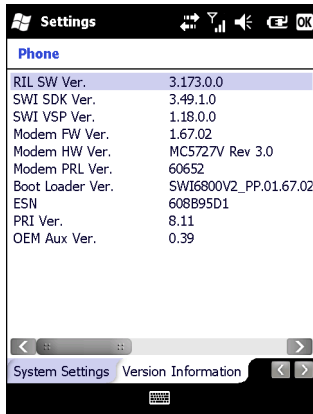 Settings
OK
Phone
RIL SW Ver. 3.173.0.0
SWI SDK Ver. 3.49.1.0
SWI VSP Ver. 1.18.0.0
Modem FW Ver. 1.67.02
Modem HW Ver. MC5727V Rev 3.0
Modem PRL Ver. 60652
Boot Loader Ver. SWI6800V2_PP.01.67.02
ESN 608B95D1
PRI Ver. 8.11
OEM Aux Ver. 0.39
System Settings Version Information